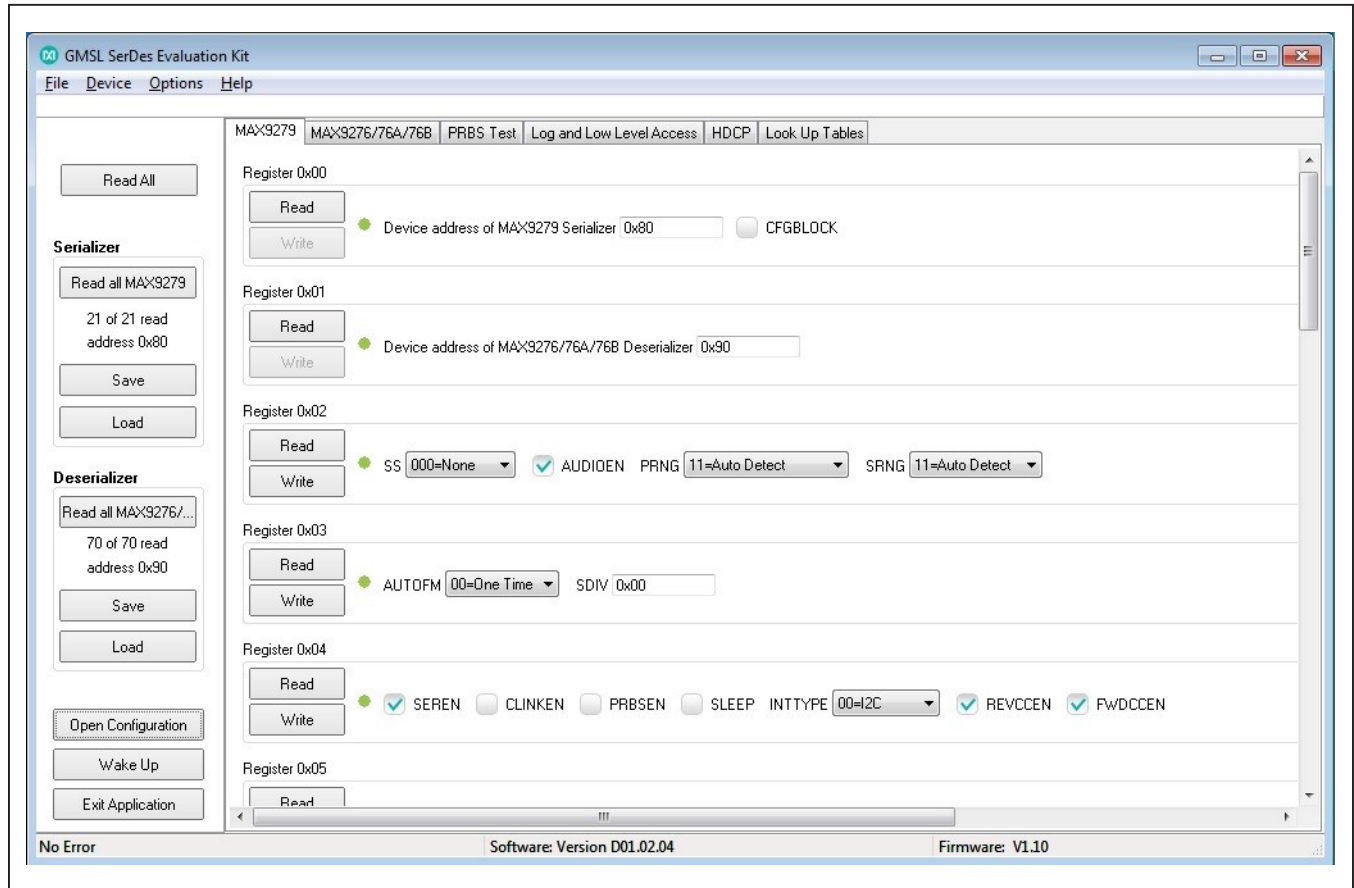 GMSL SerDes Evaluation Kit
File Device Options Help
MAX9279 MAX9276/76A/76B PRBS Test Log and Low Level Access HDCP Look Up Tables
Read All
Serializer
Read all MAX9279
21 of 21 read
address 0x80
Save
Load
Deserializer
Read all MAX9276/...
70 of 70 read
address 0x90
Save
Load
Open Configuration
Wake Up
Exit Application
Register 0x00
Read
Write
Device address of MAX9279 Serializer 0x80 CFGBLOCK
Register 0x01
Read
Write
Device address of MAX9276/76A/76B Deserializer 0x90
Register 0x02
Read
Write
SS 000=None AUDIOEN PRNG 11=Auto Detect SRNG 11=Auto Detect
Register 0x03
Read
Write
AUTOFM 00=One Time SDIV 0x00
Register 0x04
Read
Write
SEREN CLINKEN PRBSEN SLEEP INTTYPE 00=I2C REVCCEN FWDCCEN
Register 0x05
Read
No Error Software: Version D01.02.04 Firmware: V1.10